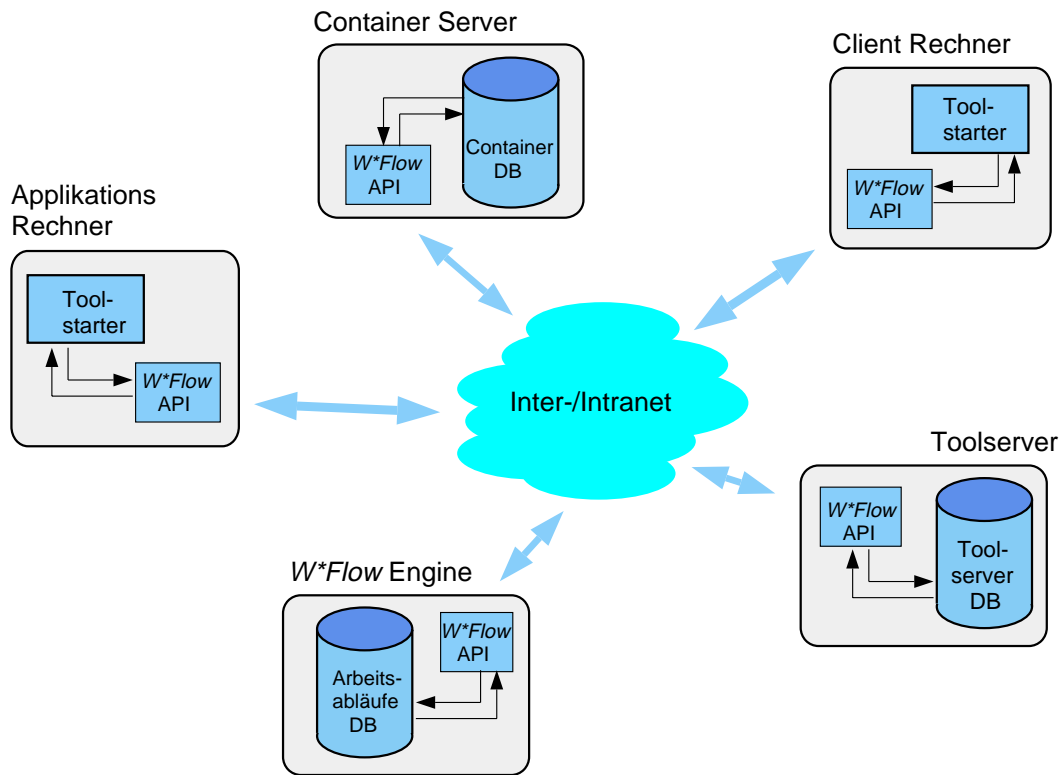 Container Server
W*Flow
API
Container
DB
Client Rechner
Tool-
starter
W*Flow
API
Applikations
Rechner
Tool-
starter
W*Flow
API
Inter-/Intranet
Toolserver
W*Flow
API
Tool-
server
DB
W*Flow Engine
Arbeits-
abläufe
DB
W*Flow
API